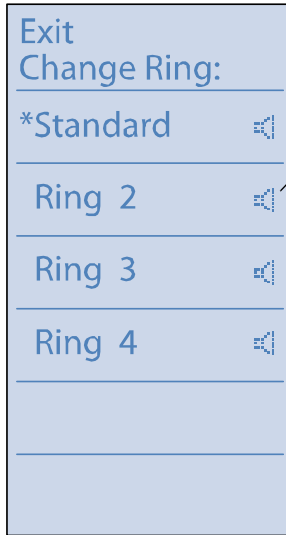 Exit
Change Ring:
*Standard
Ring 2
Ring 3
Ring 4